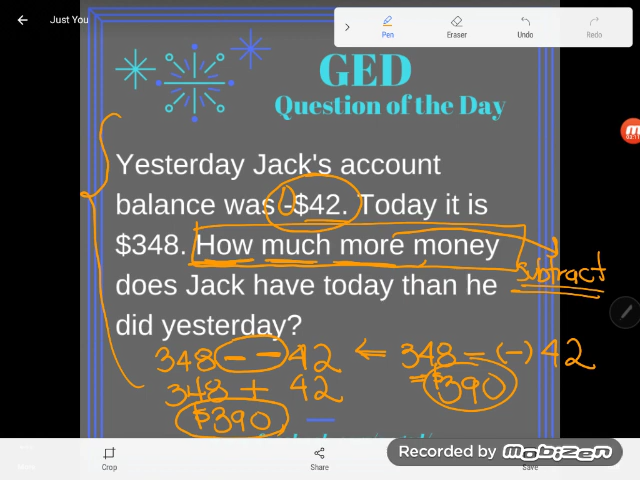 Just You
Pen
Eraser
Undo
Redo
GED
Question of the Day
Yesterday Jack's account
balance was -$42. Today it is
$348. How much more money
does Jack have today than he
did yesterday?
Subtract
348 - - 42 ⇐ 348 - (-) 42
348 + 42 = $390
$390
Crop
Share
Save
Recorded by
MOBIZEN